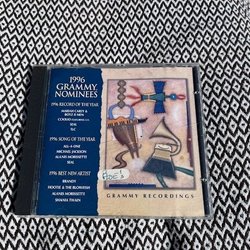 1996
GRAMMY
NOMINEES
1996 RECORD OF THE YEAR
MARIAH CAREY &
BOYZ II MEN
COOLIO FEATURING L.V.
SEAL
TLC
1996 SONG OF THE YEAR
ALL-4-ONE
MICHAEL JACKSON
ALANIS MORISSETTE
SEAL
1996 BEST NEW ARTIST
BRANDY
HOOTIE & THE BLOWFISH
ALANIS MORISSETTE
SHANIA TWAIN
GRAMMY RECORDINGS